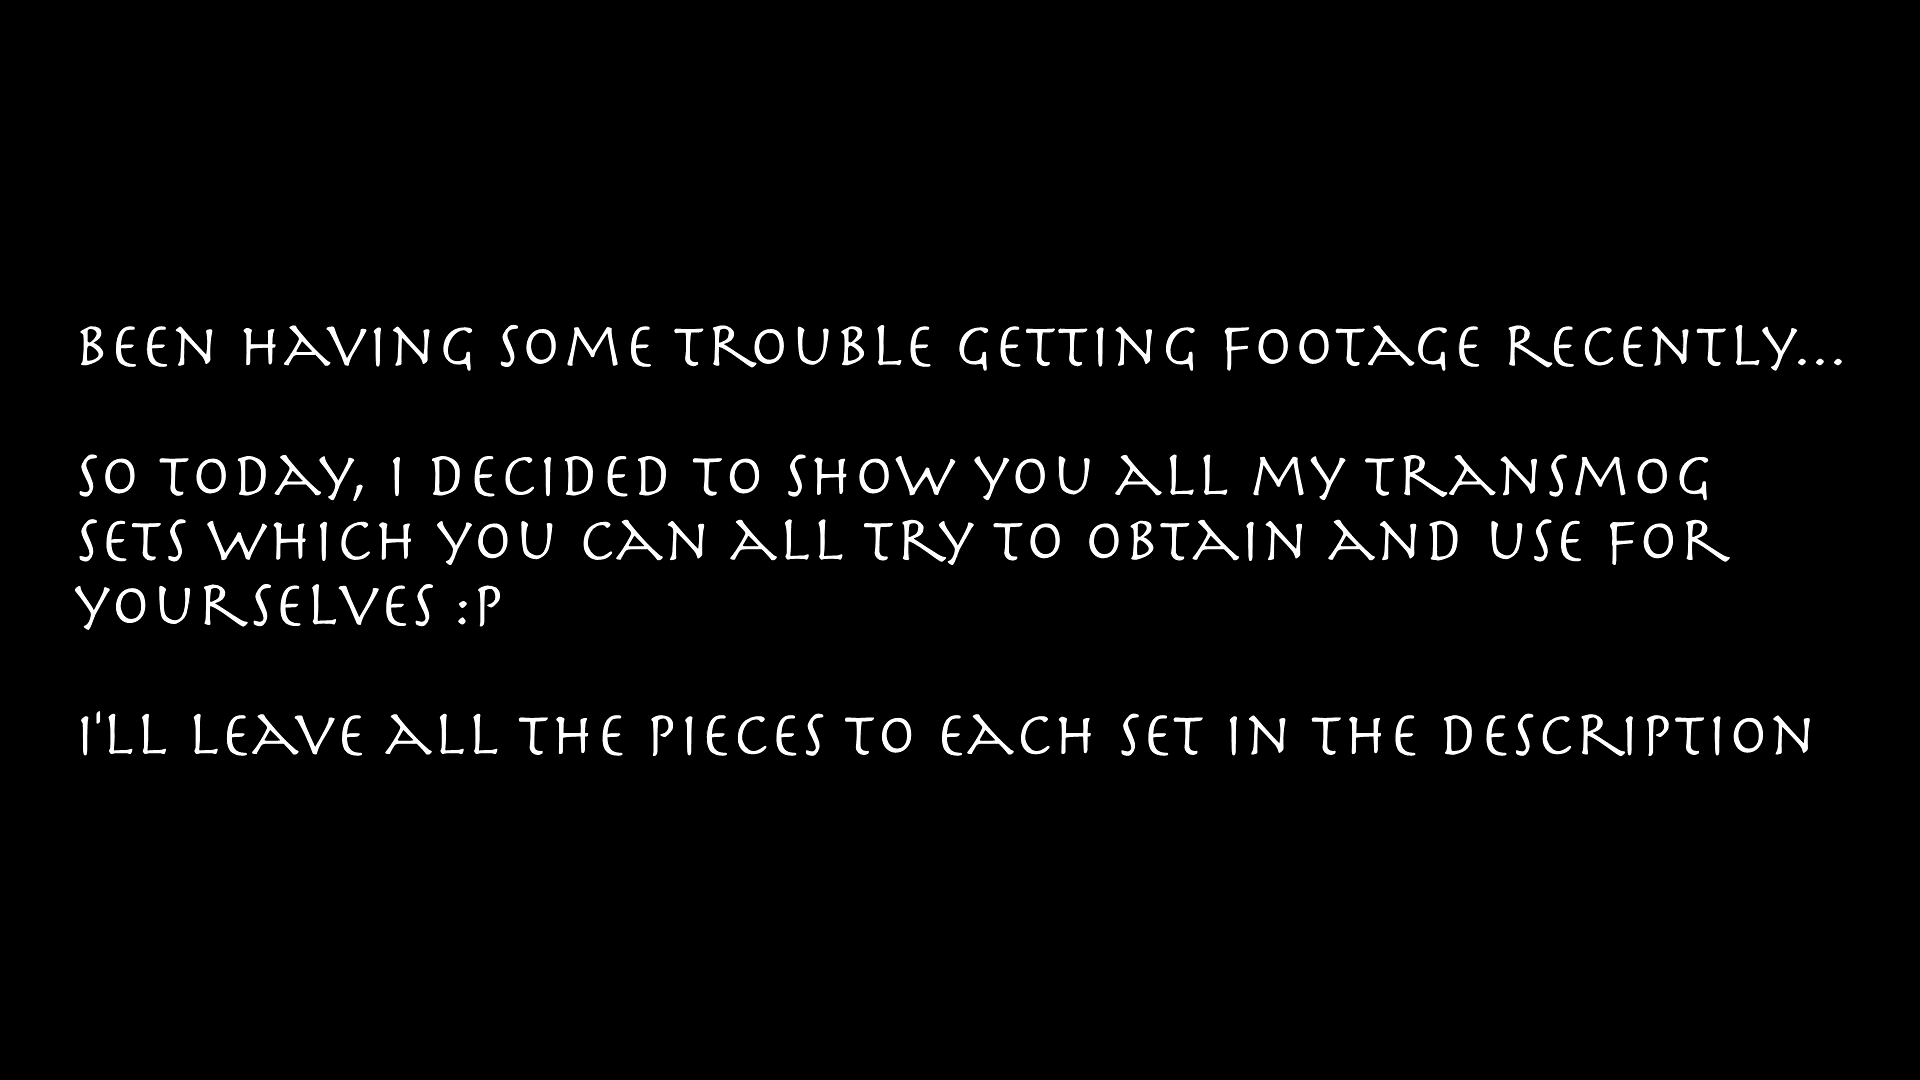 Been having some trouble getting footage recently...
So today, I decided to show you all my transmog
sets which you can all try to obtain and use for
yourselves :P
I'll leave all the pieces to each set in the description